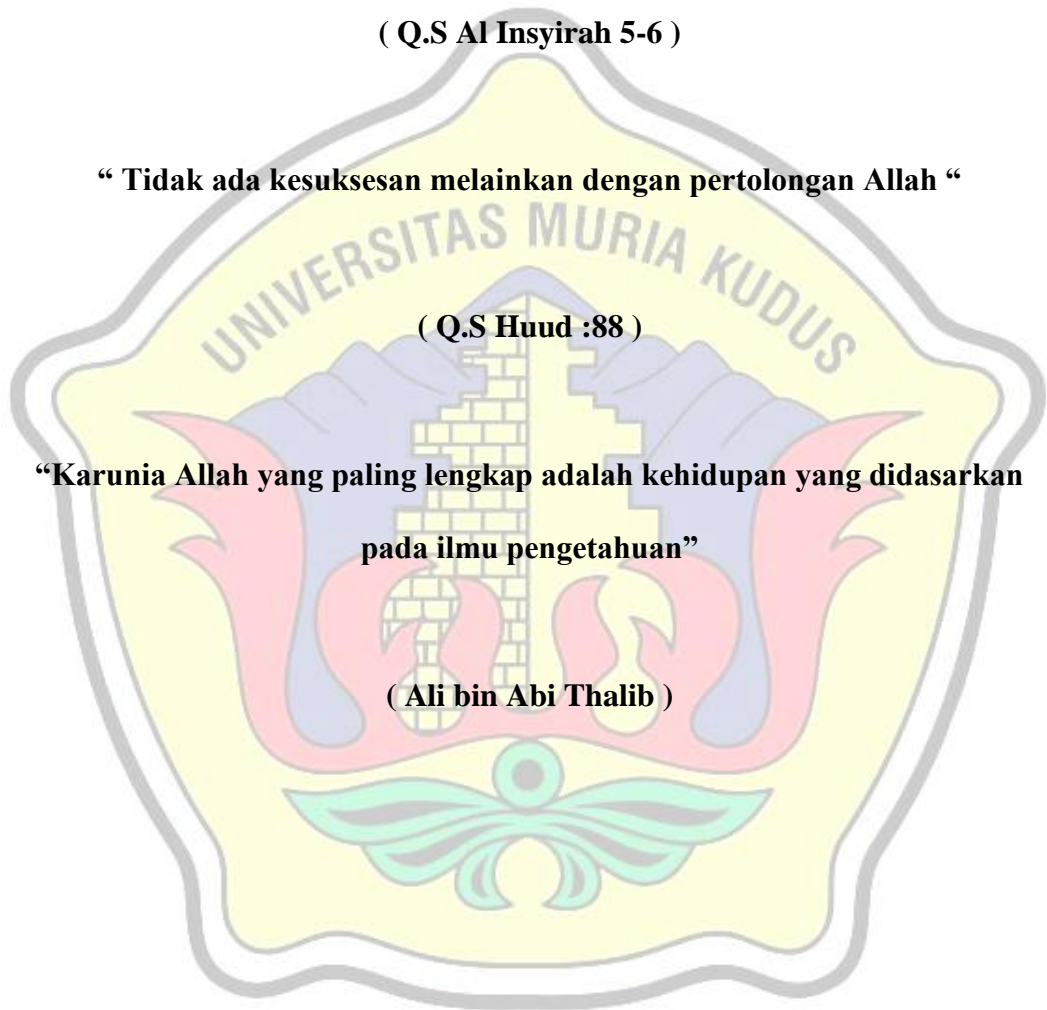 ( Q.S Al Insyirah 5-6 )
“ Tidak ada kesuksesan melainkan dengan pertolongan Allah “
UNIVERSITAS MURIA KUDUS
( Q.S Huud :88 )
“Karunia Allah yang paling lengkap adalah kehidupan yang didasarkan
pada ilmu pengetahuan”
( Ali bin Abi Thalib )